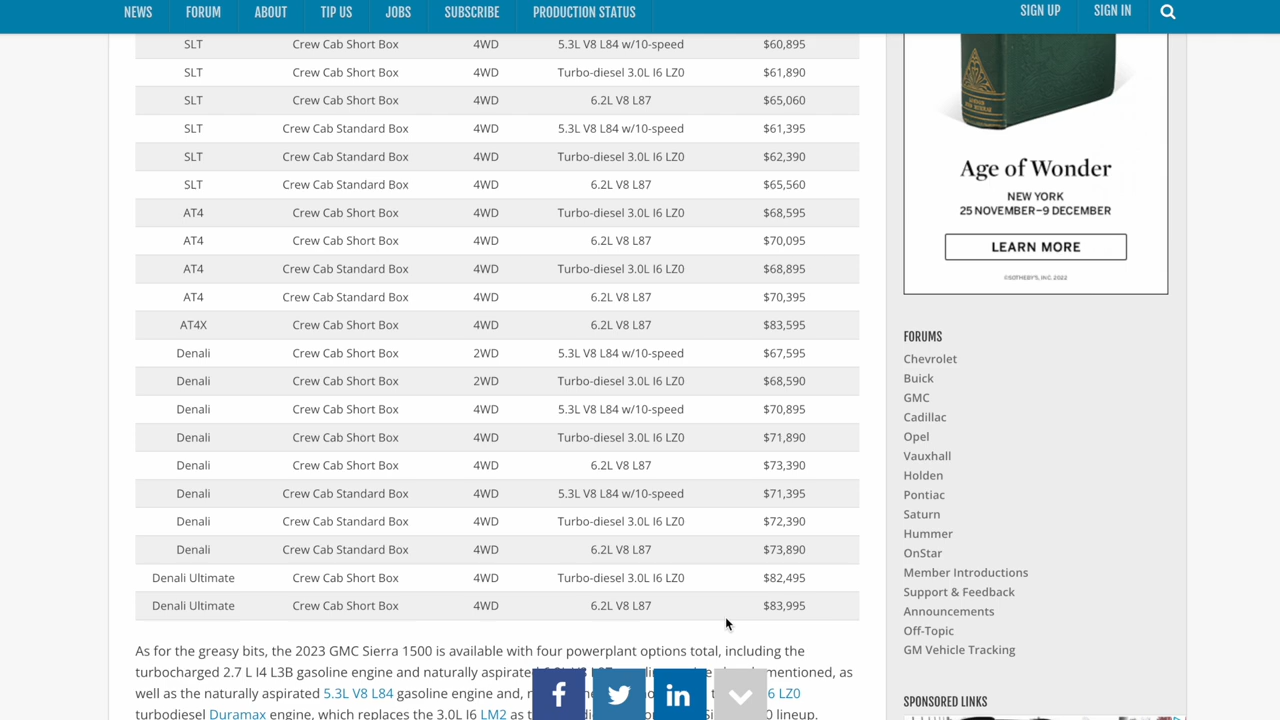 NEWS FORUM ABOUT TIP US JOBS SUBSCRIBE PRODUCTION STATUS SIGN UP SIGN IN
SLT Crew Cab Short Box 4WD 5.3L V8 L84 w/10-speed $60,895
SLT Crew Cab Short Box 4WD Turbo-diesel 3.0L I6 LZ0 $61,890
SLT Crew Cab Short Box 4WD 6.2L V8 L87 $65,060
SLT Crew Cab Standard Box 4WD 5.3L V8 L84 w/10-speed $61,395
SLT Crew Cab Standard Box 4WD Turbo-diesel 3.0L I6 LZ0 $62,390
SLT Crew Cab Standard Box 4WD 6.2L V8 L87 $65,560
AT4 Crew Cab Short Box 4WD Turbo-diesel 3.0L I6 LZ0 $68,595
AT4 Crew Cab Short Box 4WD 6.2L V8 L87 $70,095
AT4 Crew Cab Short Box 4WD Turbo-diesel 3.0L I6 LZ0 $68,895
AT4 Crew Cab Short Box 4WD 6.2L V8 L87 $70,395
AT4X Crew Cab Short Box 4WD 6.2L V8 L87 $83,595
Denali Crew Cab Short Box 2WD 5.3L V8 L84 w/10-speed $67,595
Denali Crew Cab Short Box 2WD Turbo-diesel 3.0L I6 LZ0 $68,590
Denali Crew Cab Short Box 4WD 5.3L V8 L84 w/10-speed $70,895
Denali Crew Cab Short Box 4WD Turbo-diesel 3.0L I6 LZ0 $71,890
Denali Crew Cab Short Box 4WD 6.2L V8 L87 $73,390
Denali Crew Cab Standard Box 4WD 5.3L V8 L84 w/10-speed $71,395
Denali Crew Cab Standard Box 4WD Turbo-diesel 3.0L I6 LZ0 $72,390
Denali Crew Cab Standard Box 4WD 6.2L V8 L87 $73,890
Denali Ultimate Crew Cab Short Box 4WD Turbo-diesel 3.0L I6 LZ0 $82,495
Denali Ultimate Crew Cab Short Box 4WD 6.2L V8 L87 $83,995
As for the greasy bits, the 2023 GMC Sierra 1500 is available with four powerplant options total, including the
turbocharged 2.7 L I4 L3B gasoline engine and naturally aspirated mentioned, as
well as the naturally aspirated 5.3L V8 L84 gasoline engine and, 6 LZ0
turbodiesel Duramax engine, which replaces the 3.0L I6 LM2 as 0 lineup.
Age of Wonder
NEW YORK
25 NOVEMBER–9 DECEMBER
LEARN MORE
©SOTHEBY'S, INC. 2022
FORUMS
Chevrolet
Buick
GMC
Cadillac
Opel
Vauxhall
Holden
Pontiac
Saturn
Hummer
OnStar
Member Introductions
Support & Feedback
Announcements
Off-Topic
GM Vehicle Tracking
SPONSORED LINKS